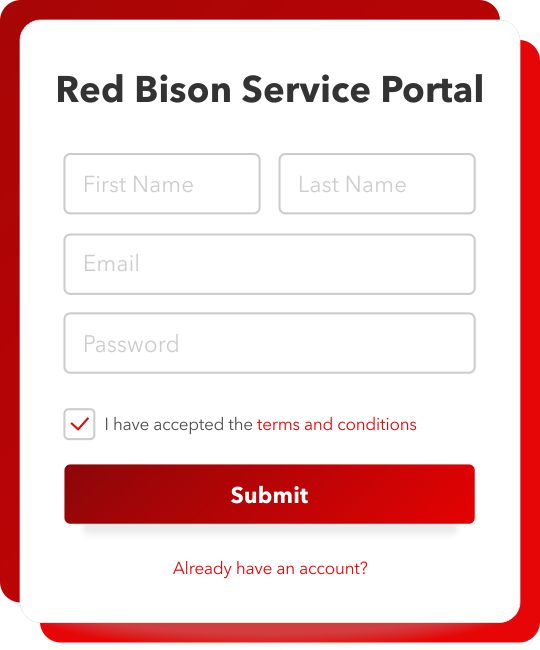 Red Bison Service Portal
First Name Last Name
Email
Password
I have accepted the terms and conditions
Submit
Already have an account?